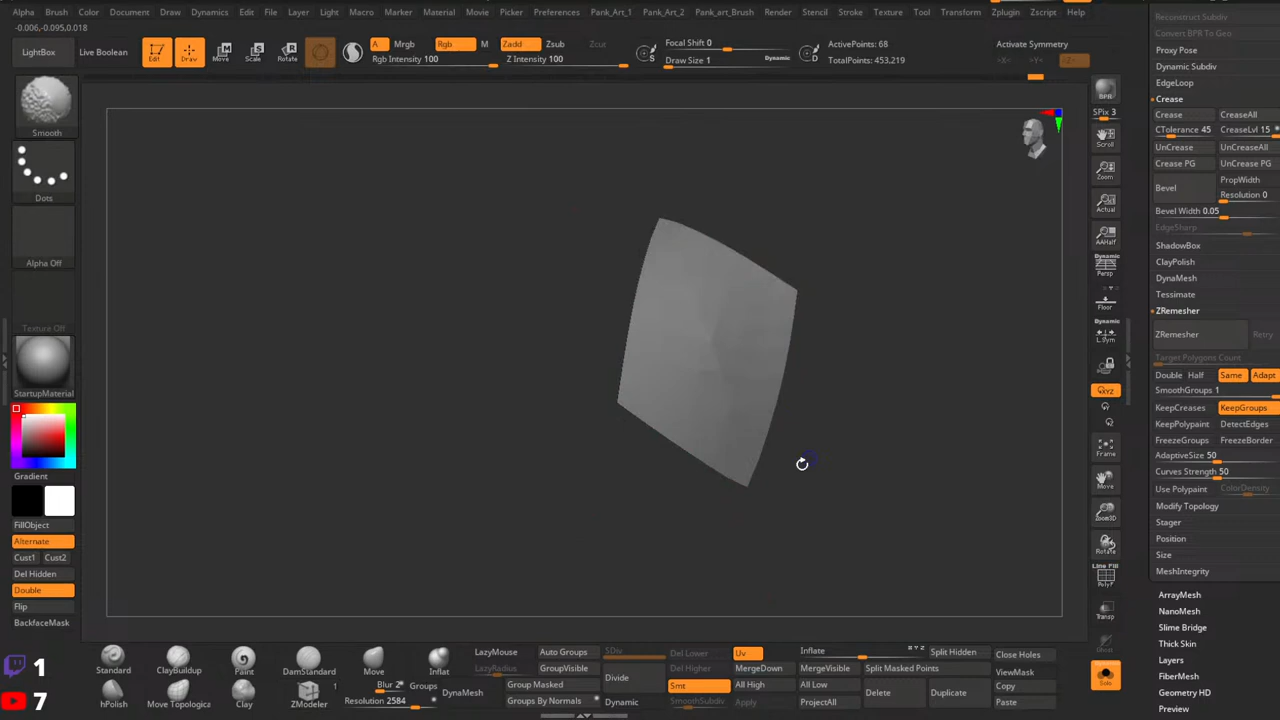 Alpha Brush Color Document Draw Dynamics Edit File Layer Light Macro Marker Material Movie Picker Preferences Pank_Art_1 Pank_Art_2 Pank_art_Brush Render Stencil Stroke Texture Tool Transform Zplugin Zscript Help
-0.006,-0.095,0.018
LightBox
Live Boolean
Edit
Draw
Move
Scale
Rotate
A Mrgb Rgb M Zadd Zsub Zcut
Rgb Intensity 100
Z Intensity 100
Focal Shift 0
Draw Size 1
Dynamic
S
D
ActivePoints: 68
TotalPoints: 453,219
Activate Symmetry
>X< >Y< >Z<
Smooth
Dots
Alpha Off
Texture Off
StartupMaterial
Gradient
FillObject
Alternate
Cust1 Cust2
Del Hidden
Double
Flip
BackfaceMask
BPR
SPix 3
Scroll
Zoom
Actual
AAHalf
Dynamic
Persp
Floor
Dynamic
L.Sym
Xyz
Frame
Move
Zoom3D
Rotate
Line Fill
PolyF
Transp
Ghost
Solo
Reconstruct Subdiv
Convert BPR To Geo
Proxy Pose
Dynamic Subdiv
EdgeLoop
Crease
Crease CreaseAll
CTolerance 45 CreaseLvl 15
UnCrease UnCreaseAll
Crease PG UnCrease PG
Bevel
PropWidth
Resolution 0
Bevel Width 0.05
EdgeSharp
ShadowBox
ClayPolish
DynaMesh
Tessimate
ZRemesher
ZRemesher Retry
Target Polygons Count
Double Half Same Adapt
SmoothGroups 1
KeepCreases KeepGroups
KeepPolypaint DetectEdges
FreezeGroups FreezeBorder
AdaptiveSize 50
Curves Strength 50
Use Polypaint ColorDensity
Modify Topology
Stager
Position
Size
MeshIntegrity
ArrayMesh
NanoMesh
Slime Bridge
Thick Skin
Layers
FiberMesh
Geometry HD
Preview
1
7
Standard
ClayBuildup
Paint
DamStandard
Move
Inflat
hPolish
Move Topologica
Clay
ZModeler
1
LazyMouse
LazyRadius
Auto Groups
GroupVisible
Blur 2
Groups
DynaMesh
Resolution 2584
Group Masked
Groups By Normals
SDiv
Divide
Dynamic
Del Lower
Del Higher
Smt
SmoothSubdiv
Uv
MergeDown
All High
Apply
Inflate
MergeVisible
All Low
ProjectAll
Split Hidden
Split Masked Points
Delete
Duplicate
Close Holes
ViewMask
Copy
Paste